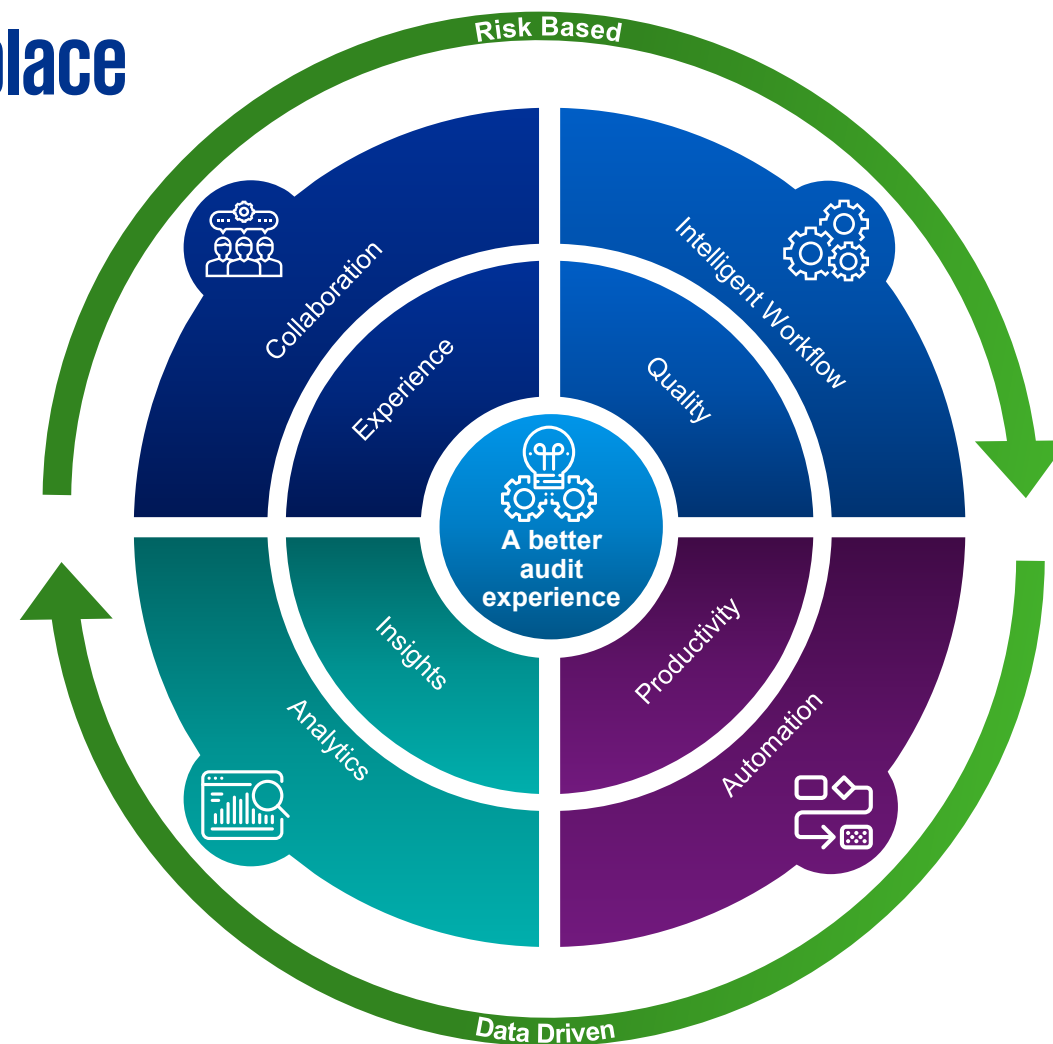 place
Risk Based
Collaboration
Intelligent Workflow
Experience
Quality
A better
audit
experience
Insights
Productivity
Analytics
Automation
Data Driven